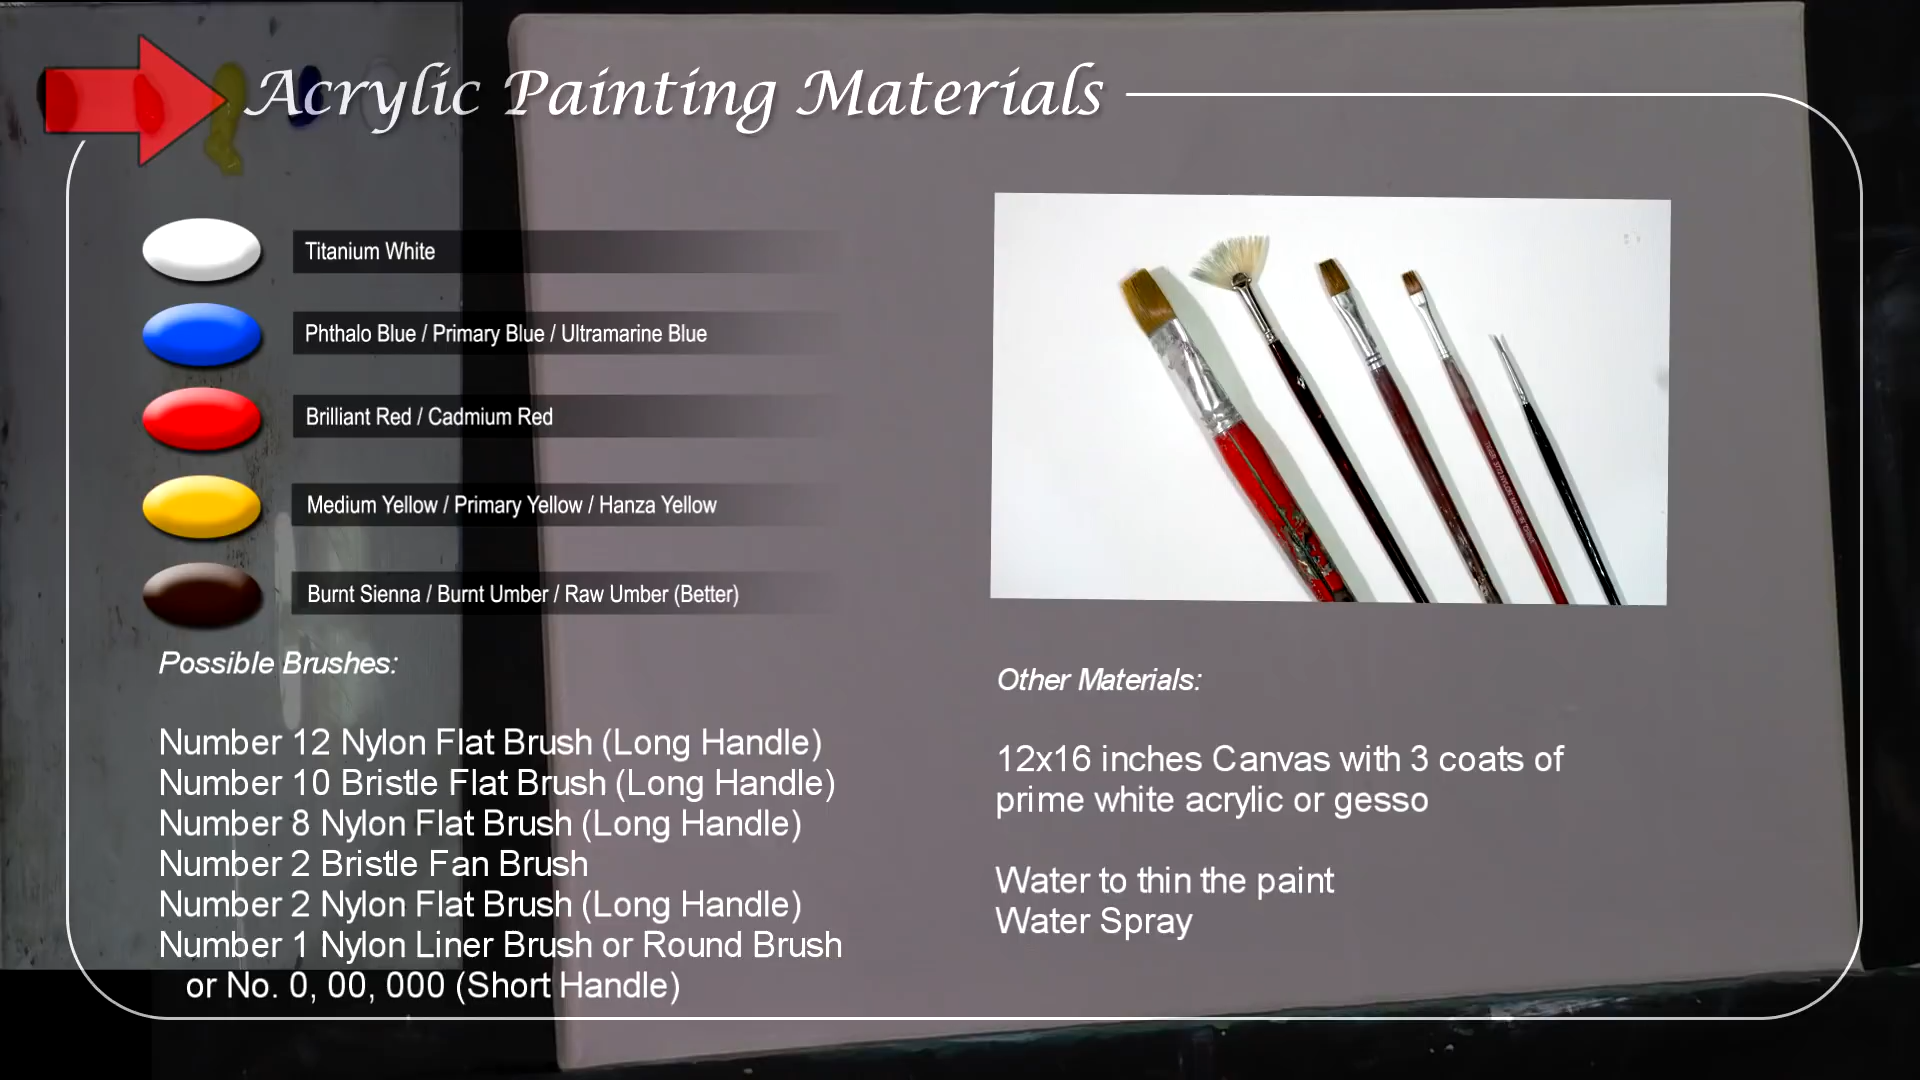 Acrylic Painting Materials
Titanium White
Phthalo Blue / Primary Blue / Ultramarine Blue
Brilliant Red / Cadmium Red
Medium Yellow / Primary Yellow / Hanza Yellow
Burnt Sienna / Burnt Umber / Raw Umber (Better)
Possible Brushes:
Number 12 Nylon Flat Brush (Long Handle)
Number 10 Bristle Flat Brush (Long Handle)
Number 8 Nylon Flat Brush (Long Handle)
Number 2 Bristle Fan Brush
Number 2 Nylon Flat Brush (Long Handle)
Number 1 Nylon Liner Brush or Round Brush
or No. 0, 00, 000 (Short Handle)
Other Materials:
12x16 inches Canvas with 3 coats of
prime white acrylic or gesso
Water to thin the paint
Water Spray